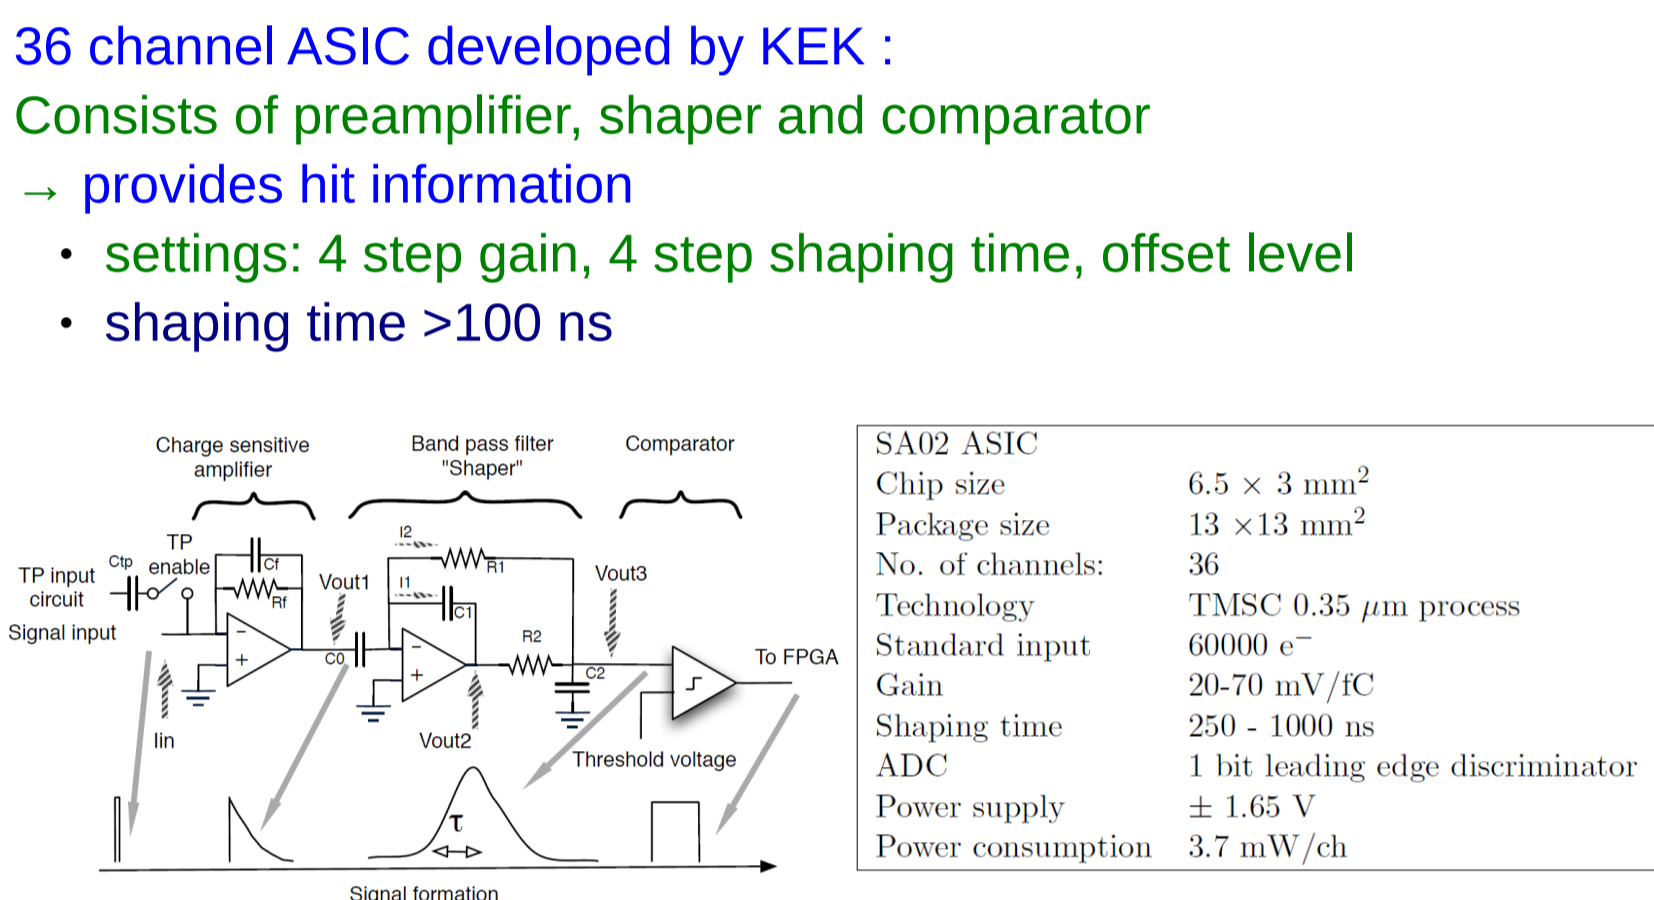 36 channel ASIC developed by KEK :
Consists of preamplifier, shaper and comparator
→ provides hit information
• settings: 4 step gain, 4 step shaping time, offset level
• shaping time >100 ns
Charge sensitive
amplifier
Band pass filter
"Shaper"
Comparator
TP input
circuit
Ctp
TP
enable
Signal input
Cf
Rf
−
+
Iin
Vout1
C0
I2
R1
I1
C1
−
+
Vout2
R2
C2
Vout3
To FPGA
Threshold voltage
τ
Signal formation
SA02 ASIC
Chip size 6.5 × 3 mm²
Package size 13 ×13 mm²
No. of channels: 36
Technology TMSC 0.35 μm process
Standard input 60000 e⁻
Gain 20-70 mV/fC
Shaping time 250 - 1000 ns
ADC 1 bit leading edge discriminator
Power supply ± 1.65 V
Power consumption 3.7 mW/ch